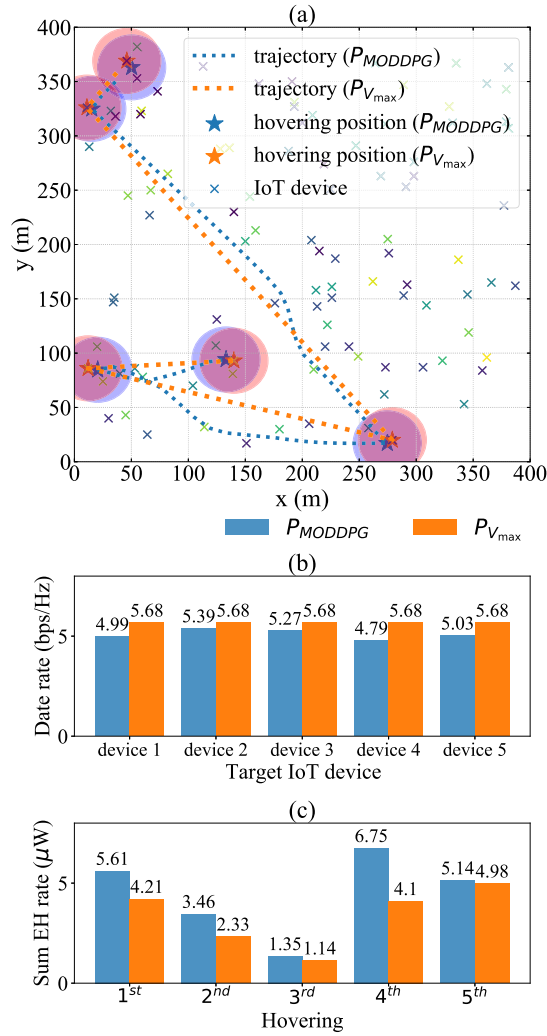 (a)
400
350
300
250
200
150
100
50
0
y (m)
trajectory (P_MODDPG)
trajectory (P_Vmax)
hovering position (P_MODDPG)
hovering position (P_Vmax)
IoT device
0 50 100 150 200 250 300 350 400
x (m)
P_MODDPG P_Vmax
(b)
Date rate (bps/Hz)
5
0
4.99 5.68 5.39 5.68 5.27 5.68 4.79 5.68 5.03 5.68
device 1 device 2 device 3 device 4 device 5
Target IoT device
(c)
Sum EH rate (μW)
5
0
5.61 4.21 3.46 2.33 1.35 1.14 6.75 4.1 5.14 4.98
1st 2nd 3rd 4th 5th
Hovering